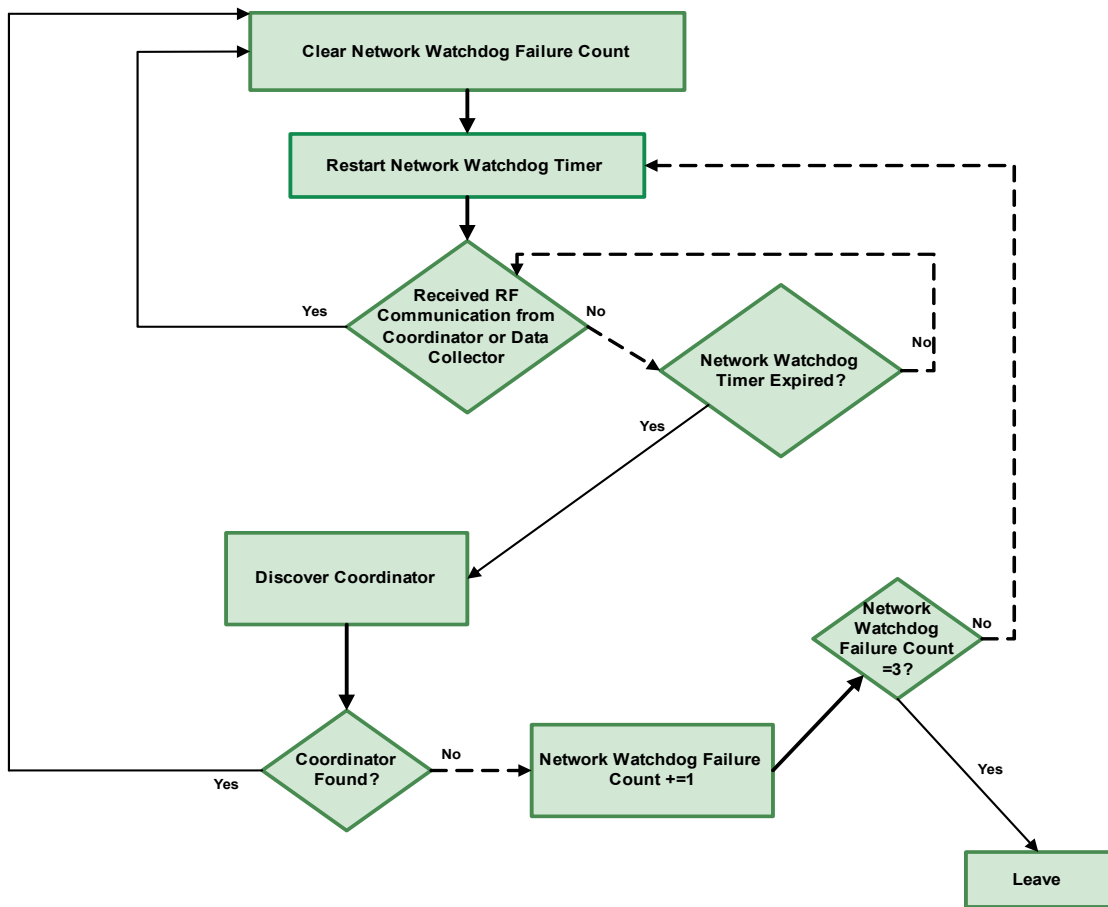 Clear Network Watchdog Failure Count
Restart Network Watchdog Timer
Received RF
Communication from
Coordinator or Data
Collector
Yes
No
Network Watchdog
Timer Expired?
No
Yes
Discover Coordinator
Network
Watchdog
Failure Count
=3?
No
Coordinator
Found?
Yes
No
Network Watchdog Failure
Count +=1
Yes
Leave